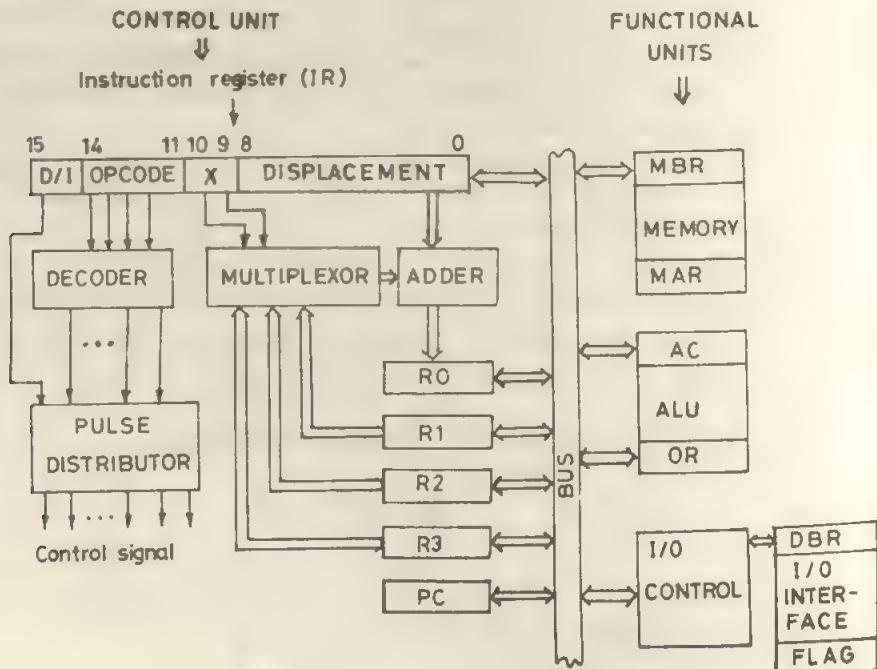 CONTROL UNIT
Instruction register (IR)
FUNCTIONAL
UNITS
15 14 11 10 9 8 0
D/I OPCODE X DISPLACEMENT
DECODER
MULTIPLEXOR
ADDER
...
PULSE
DISTRIBUTOR
...
Control signal
R0
R1
R2
R3
PC
BUS
MBR
MEMORY
MAR
AC
ALU
OR
I/O
CONTROL
DBR
I/O
INTER-
FACE
FLAG